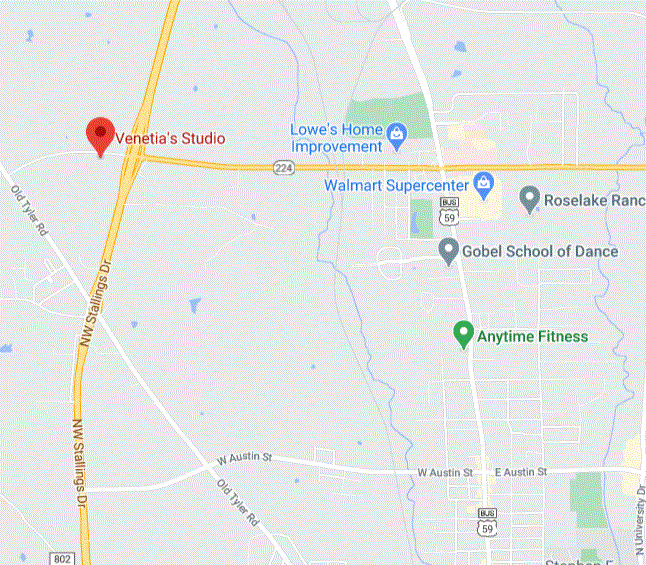 Venetia's Studio
Lowe's Home
Improvement
224
Walmart Supercenter
BUS
59
Roselake Ranc
Old Tyler Rd
Gobel School of Dance
NW Stallings Dr
Anytime Fitness
NW Stallings Dr
W Austin St
W Austin St
E Austin St
Old Tyler Rd
BUS
59
N University Dr
802
Stephen F